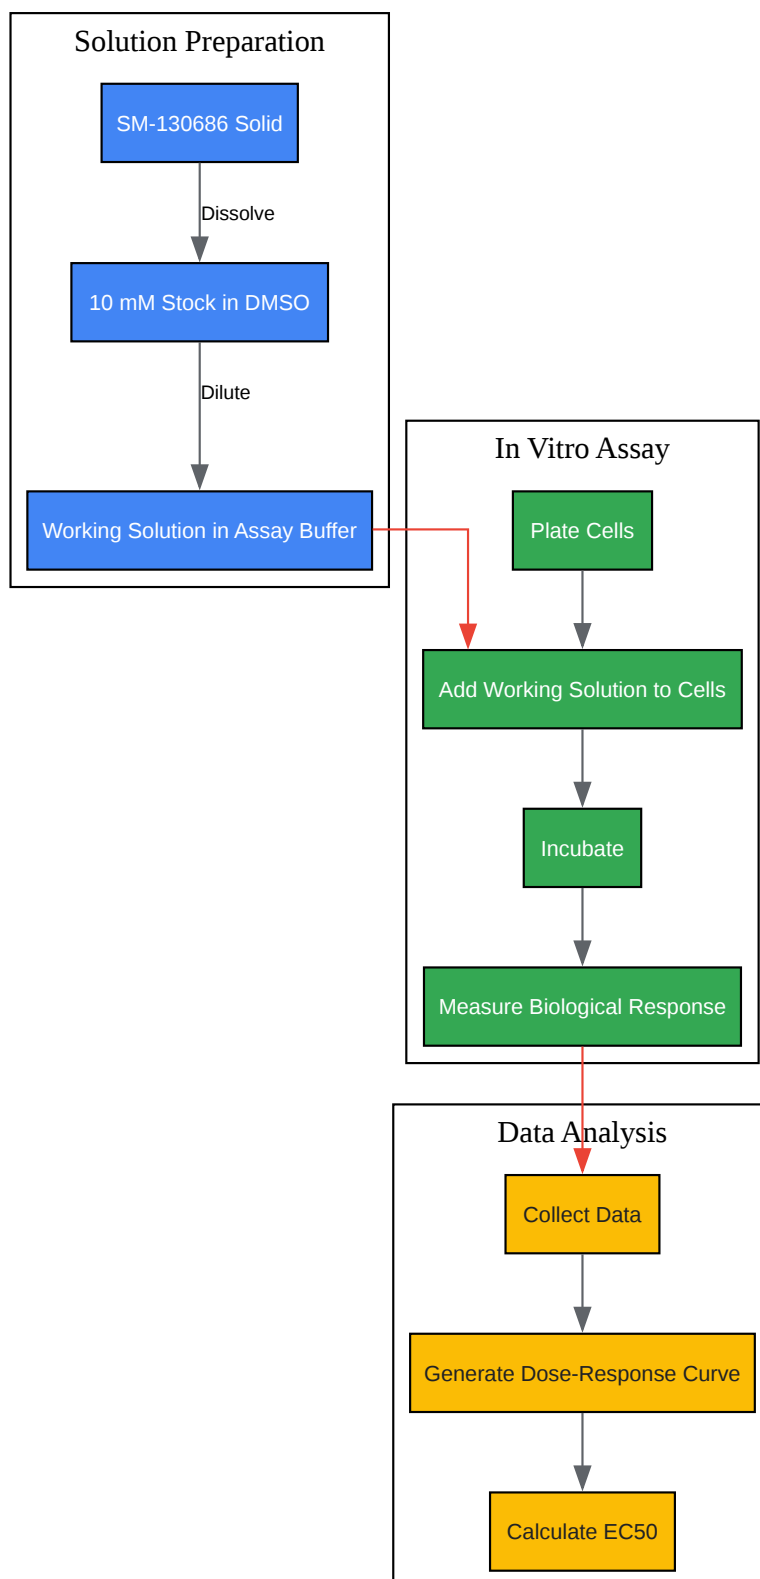 Solution Preparation
SM-130686 Solid
Dissolve
10 mM Stock in DMSO
Dilute
Working Solution in Assay Buffer
In Vitro Assay
Plate Cells
Add Working Solution to Cells
Incubate
Measure Biological Response
Data Analysis
Collect Data
Generate Dose-Response Curve
Calculate EC50